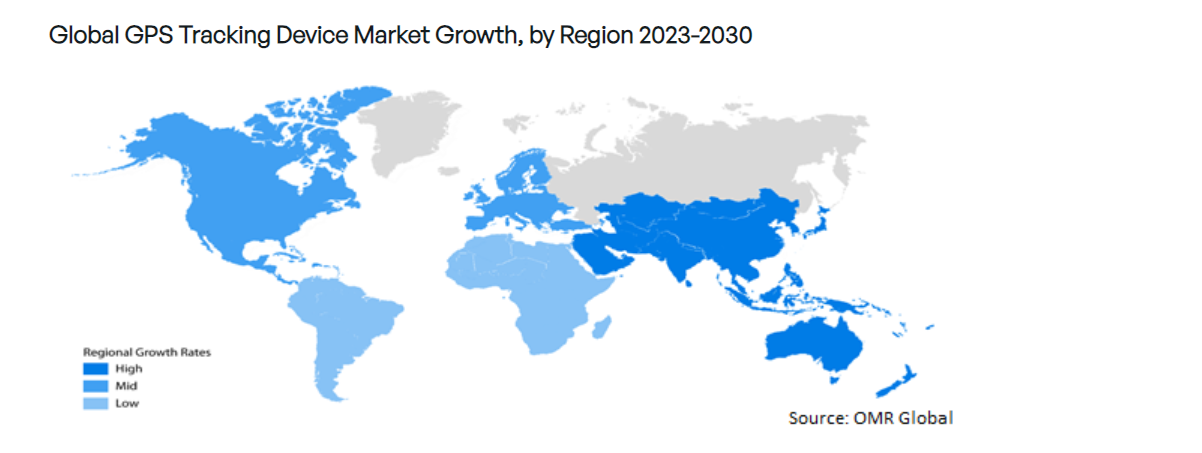 Global GPS Tracking Device Market Growth, by Region 2023-2030
Regional Growth Rates
High
Mid
Low
Source: OMR Global